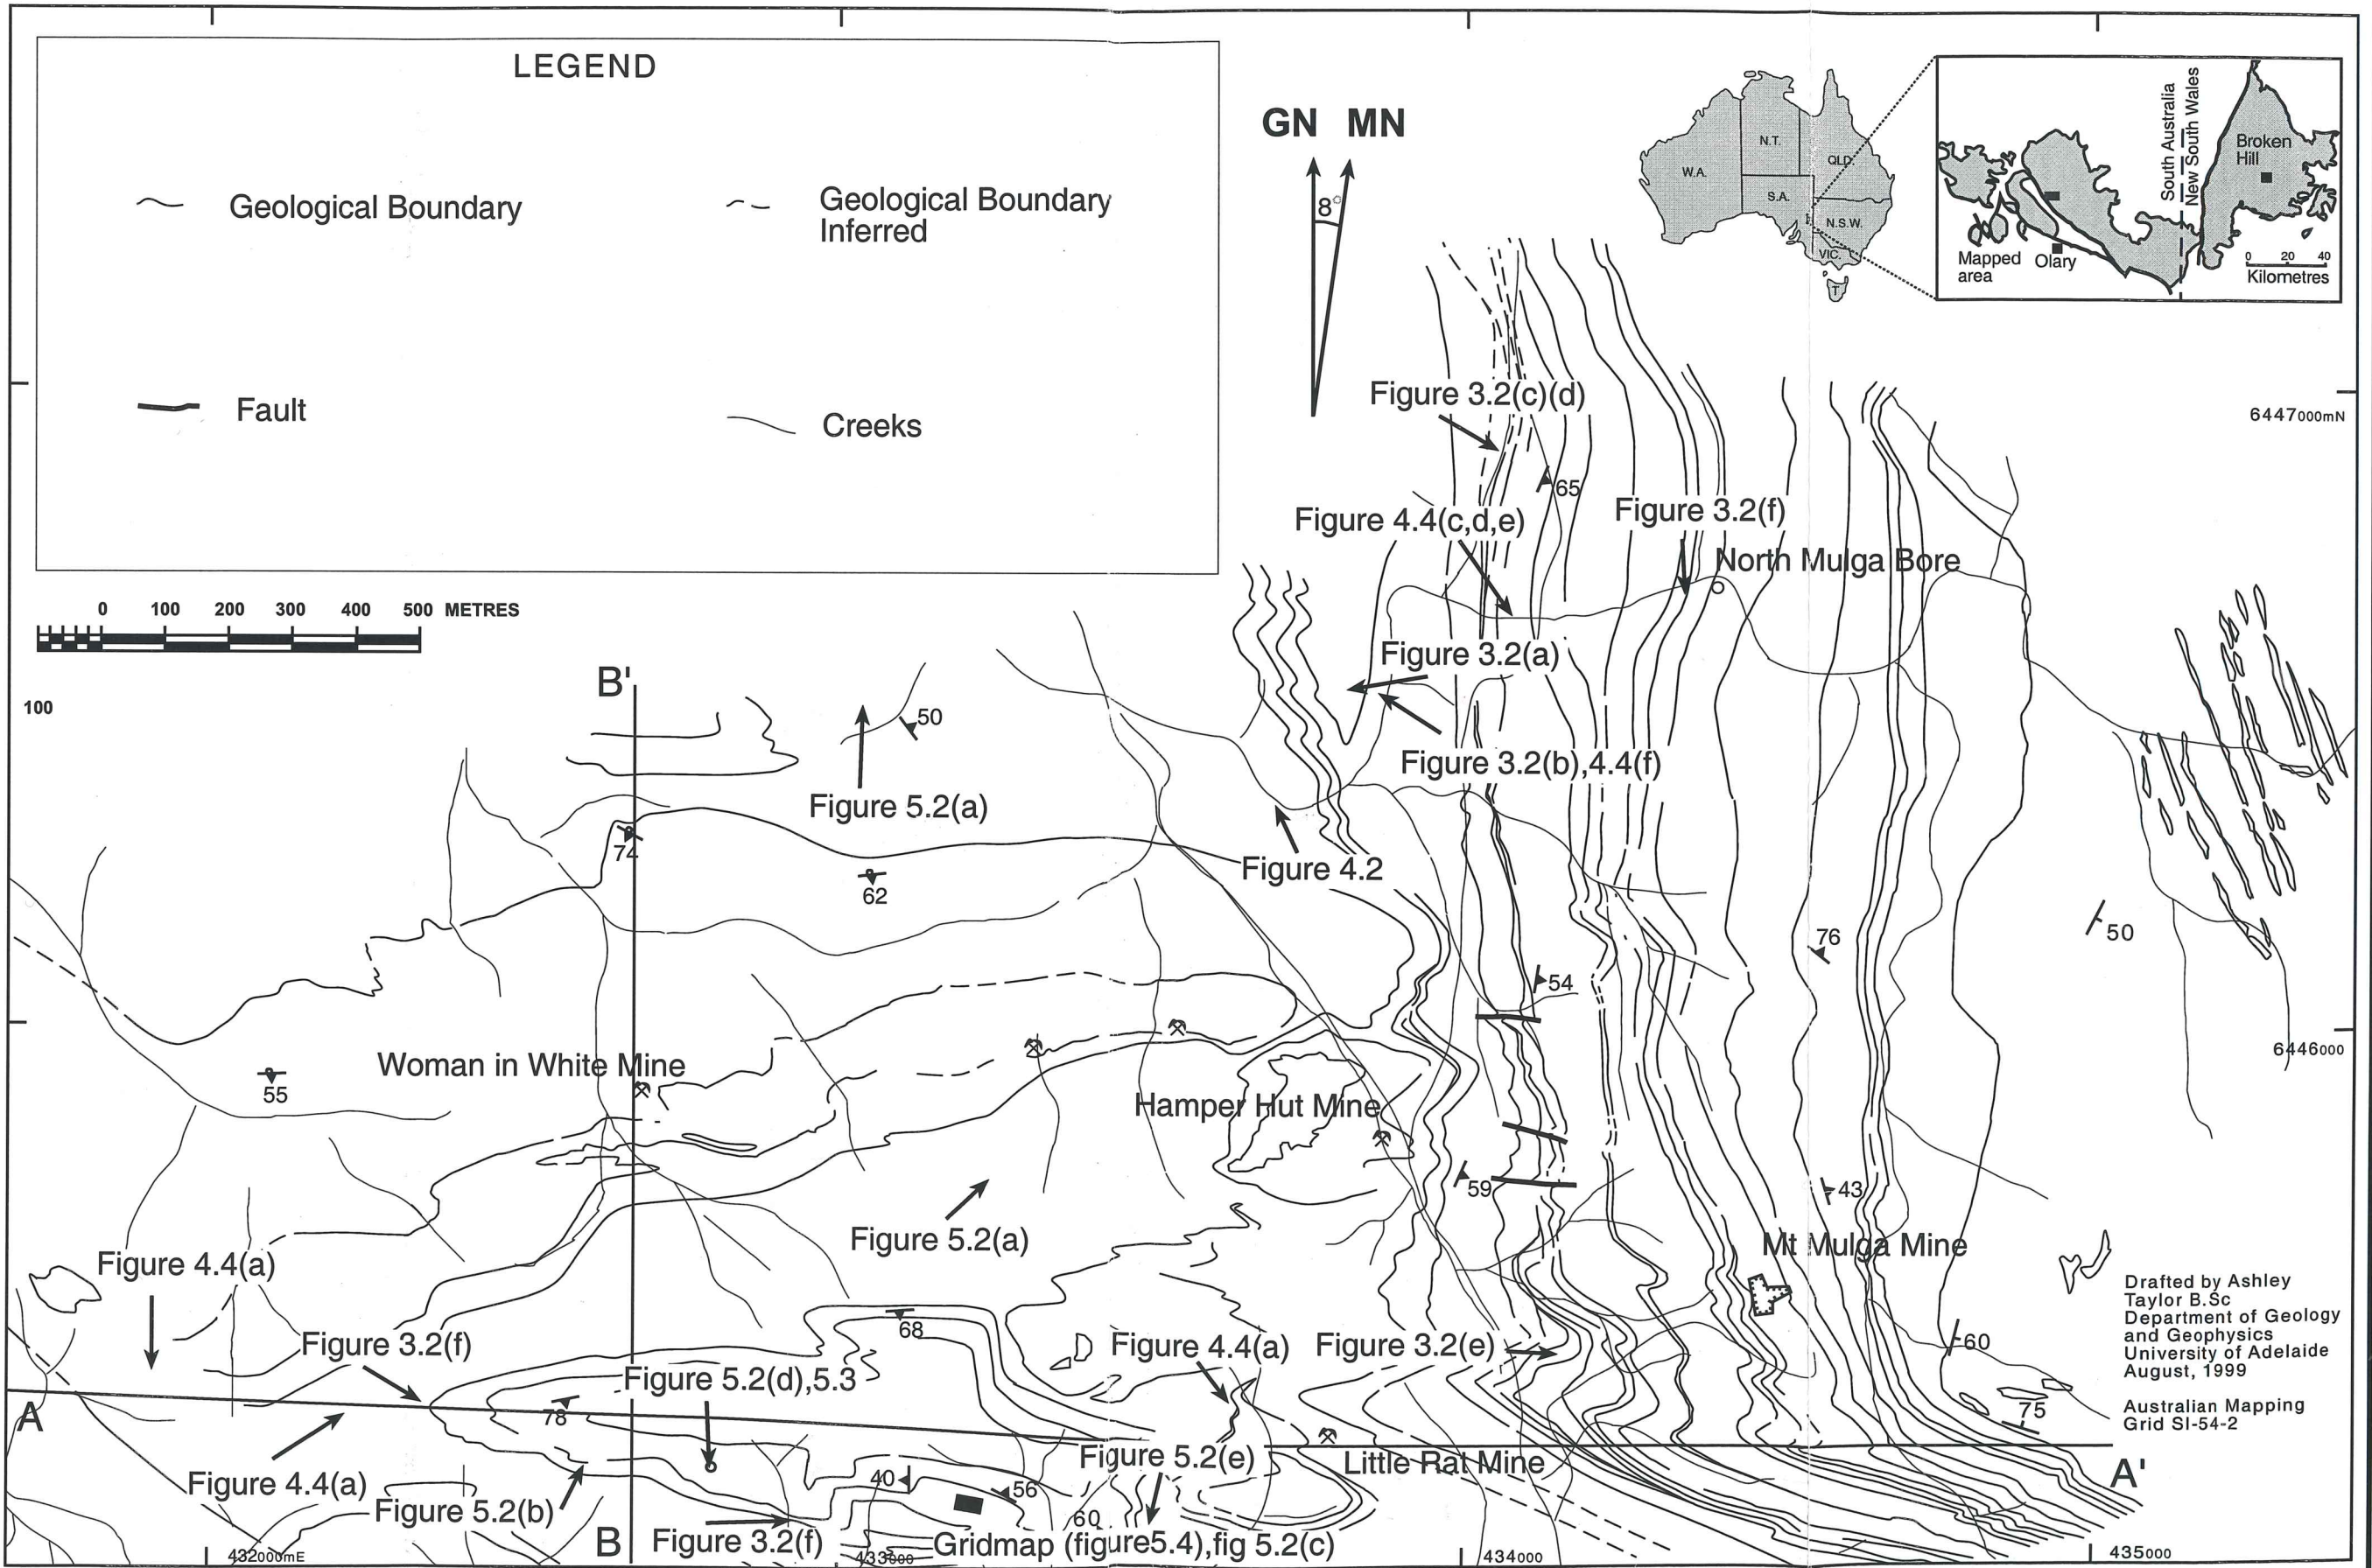 LEGEND
Geological Boundary
Geological Boundary
Inferred
Fault
Creeks
GN MN
8°
W.A.
N.T.
QLD.
S.A.
N.S.W.
VIC.
T
South Australia
New South Wales
Broken
Hill
Mapped
area
Olary
0 20 40
Kilometres
6447000mN
Figure 3.2(c)(d)
65
Figure 4.4(c,d,e)
Figure 3.2(f)
North Mulga Bore
0 100 200 300 400 500 METRES
100
B'
Figure 3.2(a)
50
Figure 3.2(b),4.4(f)
Figure 5.2(a)
74
62
Figure 4.2
76
50
54
6446000
Woman in White Mine
55
Hamper Hut Mine
59
43
Figure 5.2(a)
Mt Mulga Mine
Figure 4.4(a)
Drafted by Ashley
Taylor B.Sc
Department of Geology
and Geophysics
University of Adelaide
August, 1999
Australian Mapping
Grid SI-54-2
68
60
Figure 3.2(f)
Figure 4.4(a)
Figure 3.2(e)
Figure 5.2(d),5.3
A
78
75
Figure 5.2(e)
Little Rat Mine
A'
Figure 4.4(a)
40
56
Figure 5.2(b)
60
B
Figure 3.2(f)
Gridmap (figure5.4),fig 5.2(c)
432000mE
433000
434000
435000